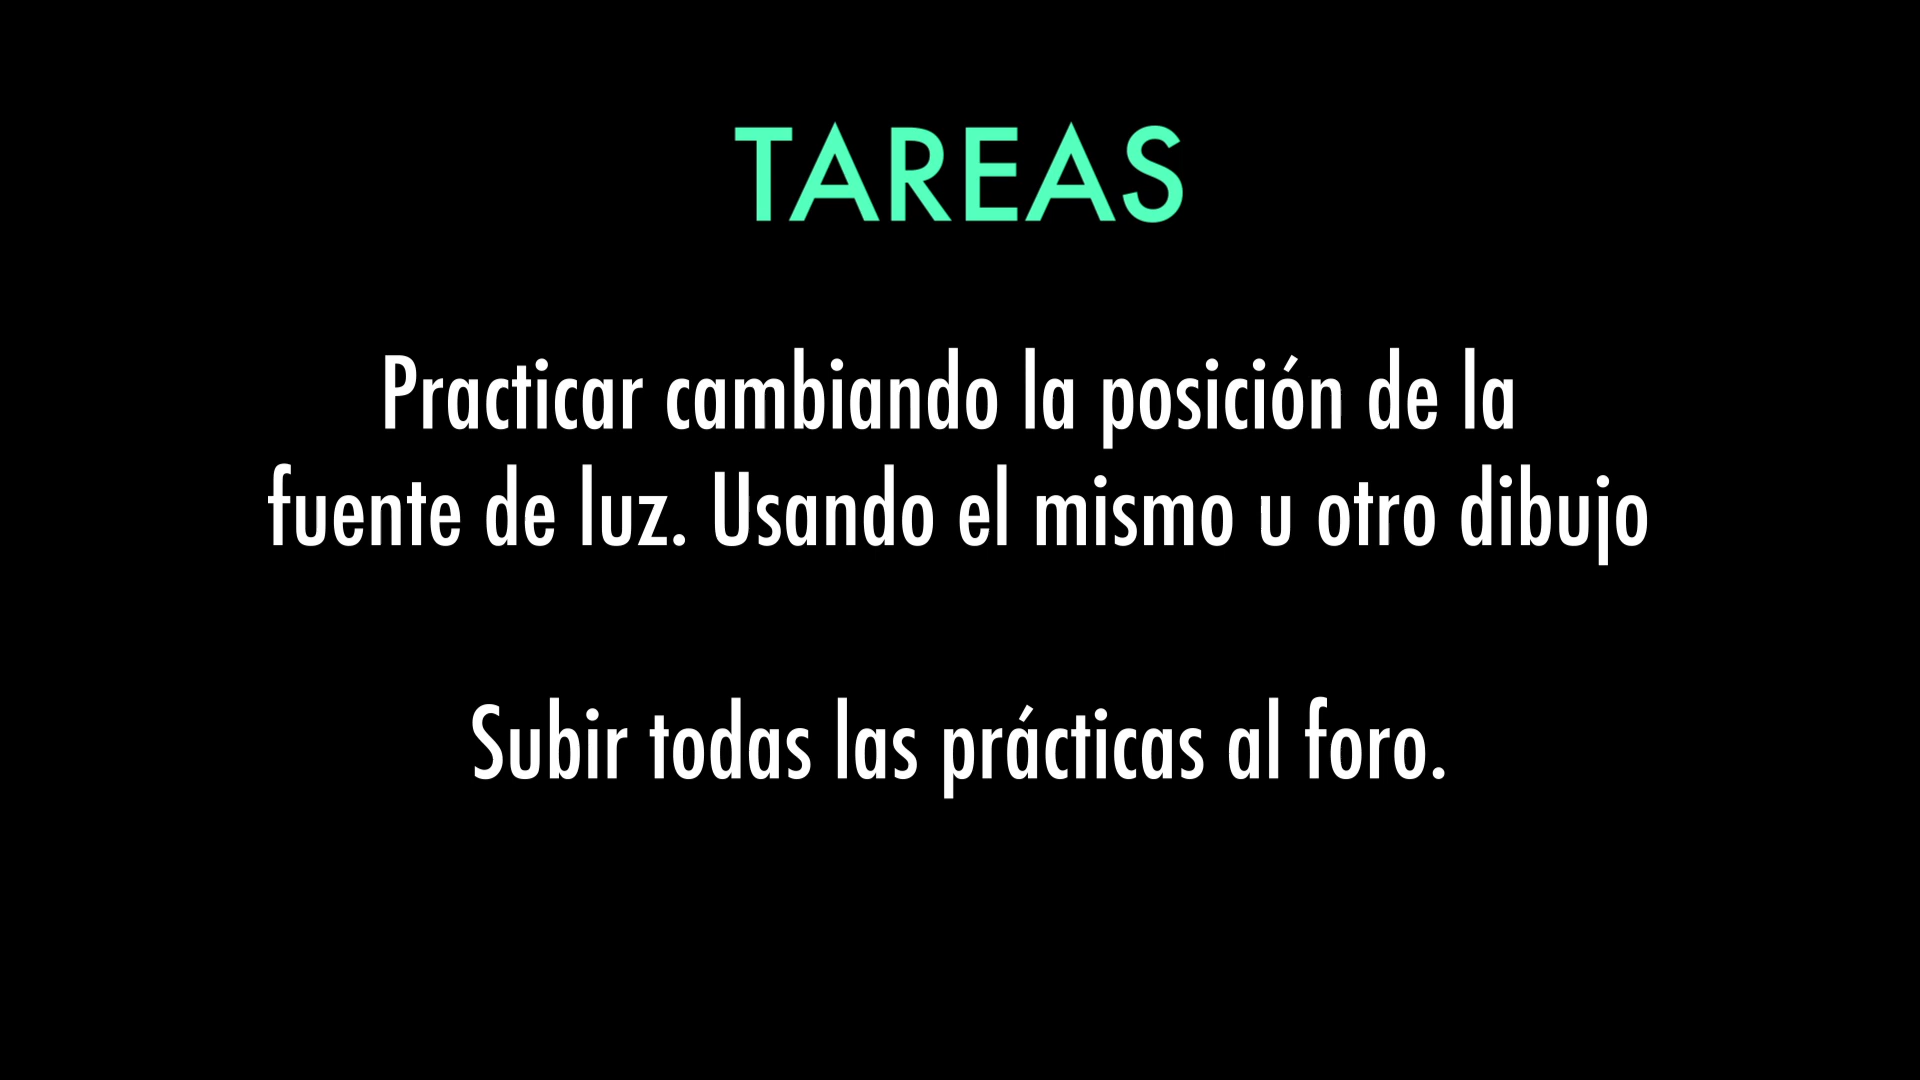 TAREAS
Practicar cambiando la posición de la
fuente de luz. Usando el mismo u otro dibujo
Subir todas las prácticas al foro.